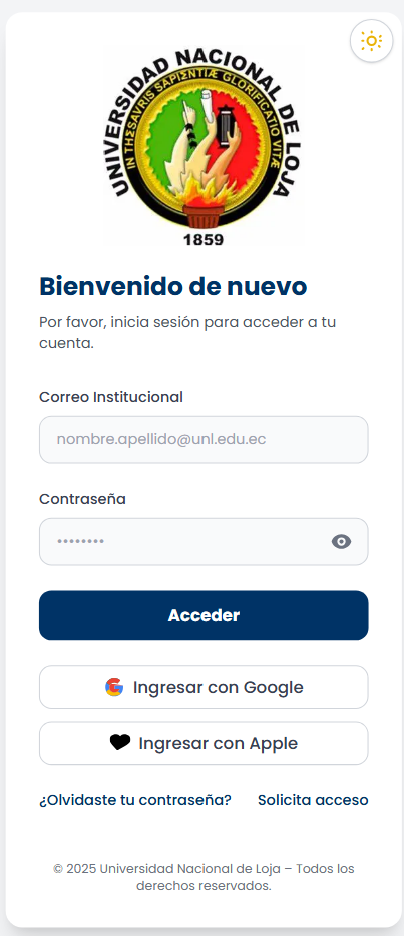 UNIVERSIDAD NACIONAL DE LOJA
IN THESAVRIS SAPIENTIÆ GLORIFICATIO VITÆ
1859
Bienvenido de nuevo
Por favor, inicia sesión para acceder a tu
cuenta.
Correo Institucional
nombre.apellido@unl.edu.ec
Contraseña
••••••••
Acceder
Ingresar con Google
Ingresar con Apple
¿Olvidaste tu contraseña? Solicita acceso
© 2025 Universidad Nacional de Loja – Todos los
derechos reservados.